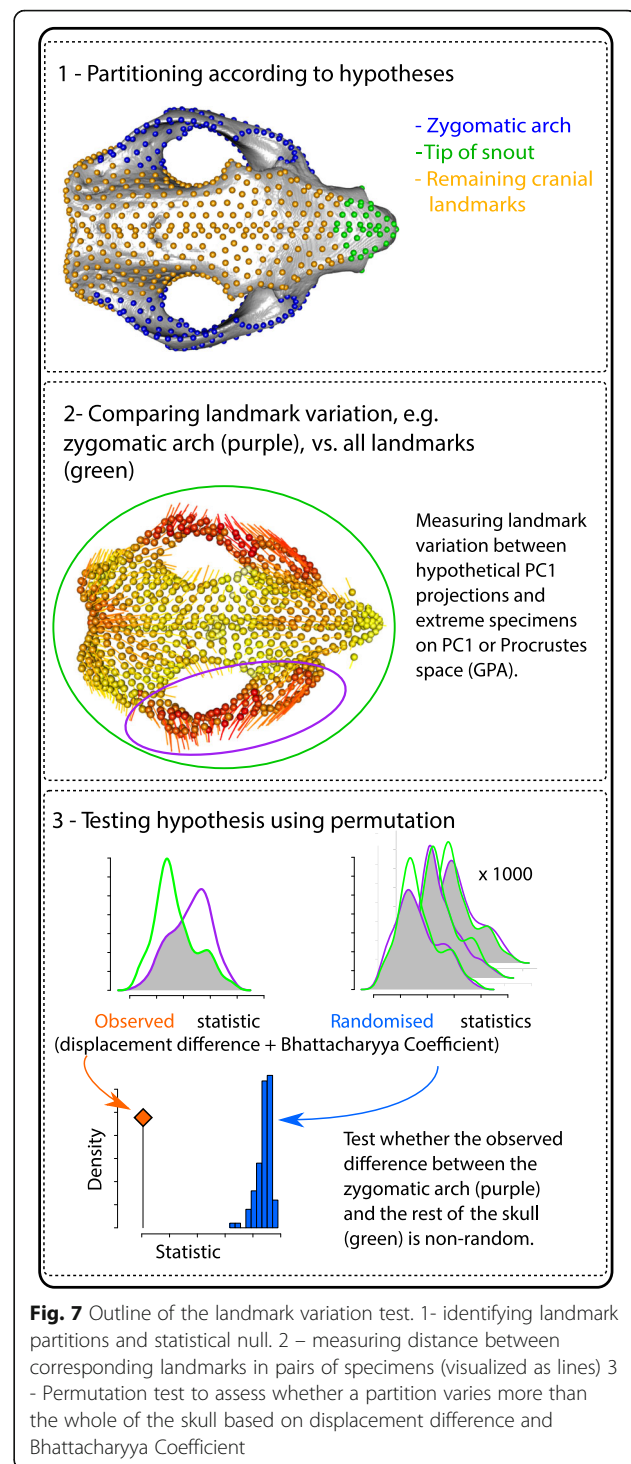 1 - Partitioning according to hypotheses
- Zygomatic arch
-Tip of snout
- Remaining cranial
landmarks
2- Comparing landmark variation, e.g.
zygomatic arch (purple), vs. all landmarks
(green)
Measuring landmark
variation between
hypothetical PC1
projections and
extreme specimens
on PC1 or Procrustes
space (GPA).
3 - Testing hypothesis using permutation
x 1000
Observed statistic
Randomised statistics
(displacement difference + Bhattacharyya Coefficient)
Density
Statistic
Test whether the observed
difference between the
zygomatic arch (purple)
and the rest of the skull
(green) is non-random.
Fig. 7 Outline of the landmark variation test. 1- identifying landmark
partitions and statistical null. 2 – measuring distance between
corresponding landmarks in pairs of specimens (visualized as lines) 3
- Permutation test to assess whether a partition varies more than
the whole of the skull based on displacement difference and
Bhattacharyya Coefficient